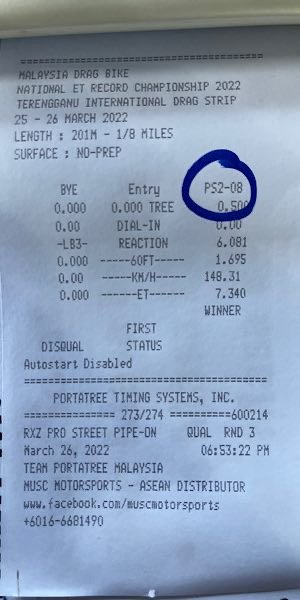 ==================================
MALAYSIA DRAG BIKE
NATIONAL ET RECORD CHAMPIONSHIP 2022
TERENGGANU INTERNATIONAL DRAG STRIP
25 - 26 MARCH 2022
LENGTH : 201M - 1/8 MILES
SURFACE : NO-PREP
BYE Entry PS2-08
0.000 0.000 TREE 0.500
0.00 DIAL-IN 0.00
-LB3- REACTION 6.081
0.000 -----60FT----- 1.695
0.00 -----KM/H----- 148.31
0.000 ------ET------ 7.340
WINNER
FIRST
DISQUAL STATUS
Autostart Disabled
==================================
PORTATREE TIMING SYSTEMS, INC.
============== 273/274 ==========600214
RXZ PRO STREET PIPE-ON QUAL RND 3
March 26, 2022 06:53:22 PM
TEAM PORTATREE MALAYSIA
MUSC MOTORSPORTS - ASEAN DISTRIBUTOR
www.facebook.com/muscmotorsports
+6016-6681490